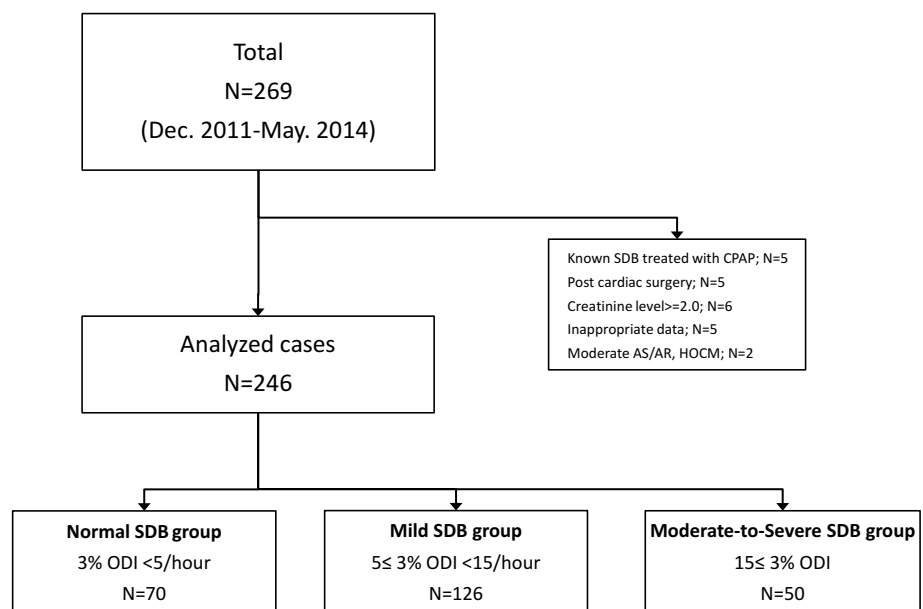 Total
N=269
(Dec. 2011-May. 2014)
Known SDB treated with CPAP; N=5
Post cardiac surgery; N=5
Creatinine level>=2.0; N=6
Inappropriate data; N=5
Moderate AS/AR, HOCM; N=2
Analyzed cases
N=246
Normal SDB group
3% ODI <5/hour
N=70
Mild SDB group
5≤ 3% ODI <15/hour
N=126
Moderate-to-Severe SDB group
15≤ 3% ODI
N=50